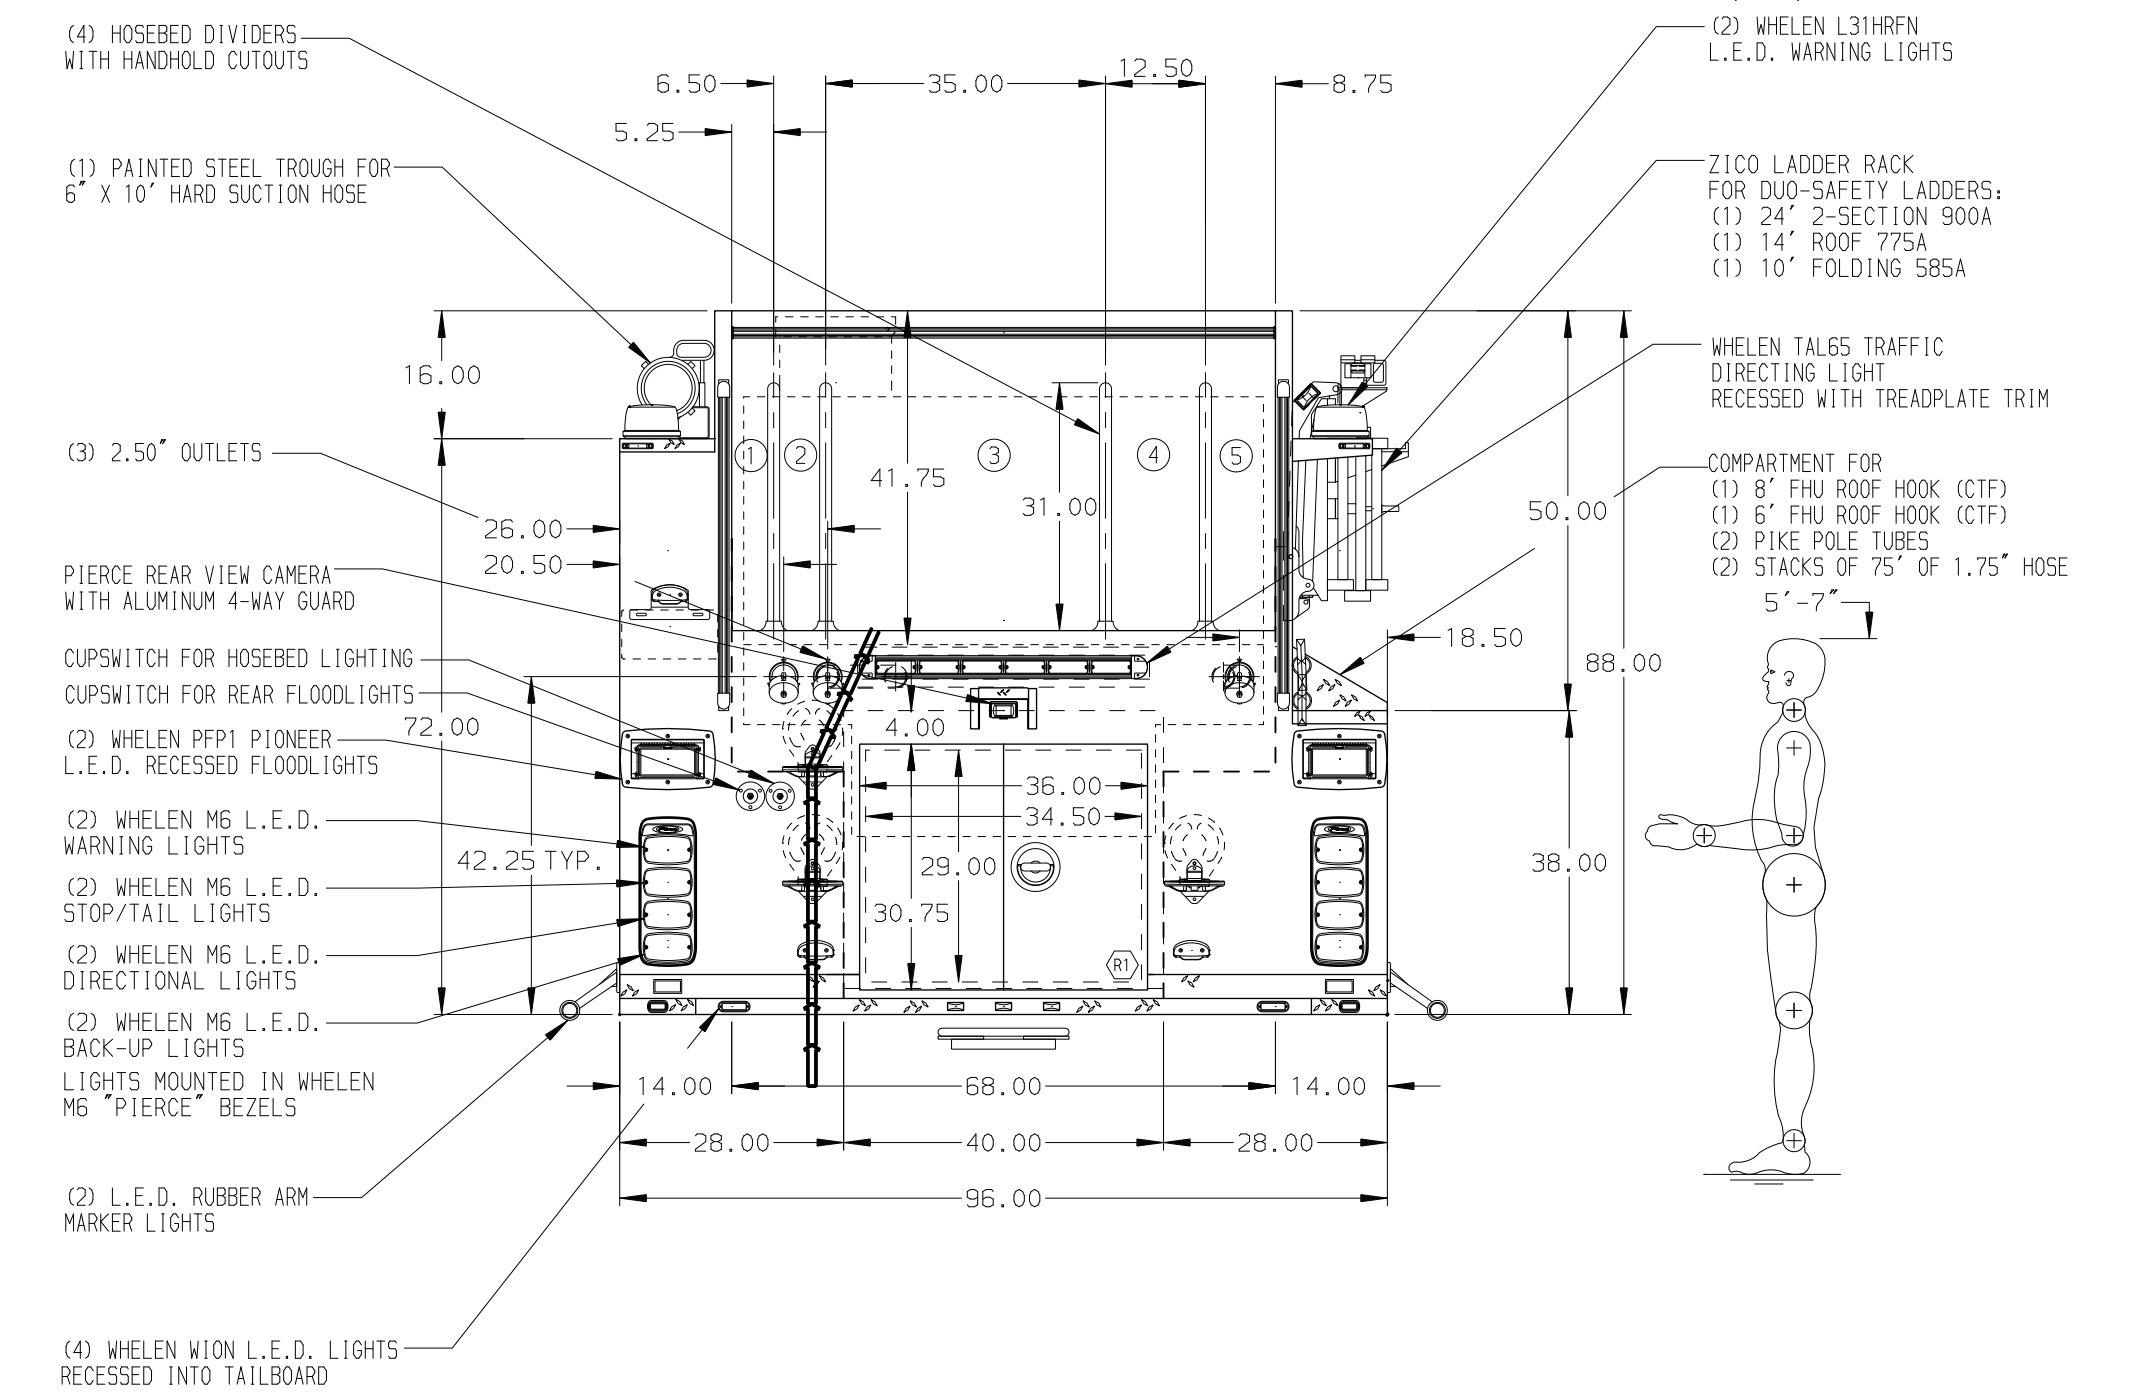 (4) HOSEBED DIVIDERS
WITH HANDHOLD CUTOUTS
(1) PAINTED STEEL TROUGH FOR
6" X 10' HARD SUCTION HOSE
(3) 2.50" OUTLETS
PIERCE REAR VIEW CAMERA
WITH ALUMINUM 4-WAY GUARD
CUPSWITCH FOR HOSEBED LIGHTING
CUPSWITCH FOR REAR FLOODLIGHTS
(2) WHELEN PFP1 PIONEER
L.E.D. RECESSED FLOODLIGHTS
(2) WHELEN M6 L.E.D.
WARNING LIGHTS
(2) WHELEN M6 L.E.D.
STOP/TAIL LIGHTS
(2) WHELEN M6 L.E.D.
DIRECTIONAL LIGHTS
(2) WHELEN M6 L.E.D.
BACK-UP LIGHTS
LIGHTS MOUNTED IN WHELEN
M6 "PIERCE" BEZELS
(2) L.E.D. RUBBER ARM
MARKER LIGHTS
(4) WHELEN WION L.E.D. LIGHTS
RECESSED INTO TAILBOARD
6.50
35.00
12.50
8.75
5.25
16.00
1
2
3
4
5
41.75
31.00
26.00
20.50
50.00
18.50
88.00
72.00
4.00
36.00
34.50
42.25 TYP.
29.00
38.00
30.75
R1
14.00
68.00
14.00
28.00
40.00
28.00
96.00
(2) WHELEN L31HRFN
L.E.D. WARNING LIGHTS
ZICO LADDER RACK
FOR DUO-SAFETY LADDERS:
(1) 24' 2-SECTION 900A
(1) 14' ROOF 775A
(1) 10' FOLDING 585A
WHELEN TAL65 TRAFFIC
DIRECTING LIGHT
RECESSED WITH TREADPLATE TRIM
COMPARTMENT FOR
(1) 8' FHU ROOF HOOK (CTF)
(1) 6' FHU ROOF HOOK (CTF)
(2) PIKE POLE TUBES
(2) STACKS OF 75' OF 1.75" HOSE
5'-7"